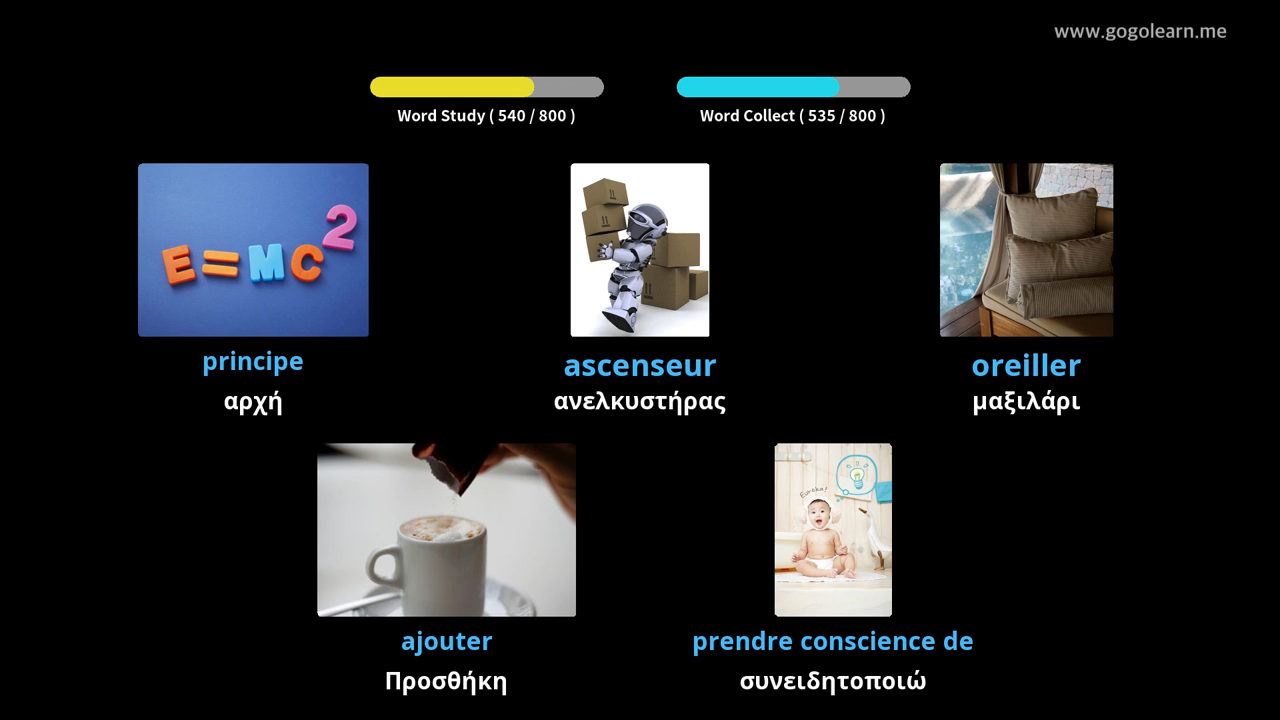 www.gogolearn.me
Word Study ( 540 / 800 )
Word Collect ( 535 / 800 )
E=MC2
principe
αρχή
ascenseur
ανελκυστήρας
oreiller
μαξιλάρι
Eureka!
ajouter
Προσθήκη
prendre conscience de
συνειδητοποιώ